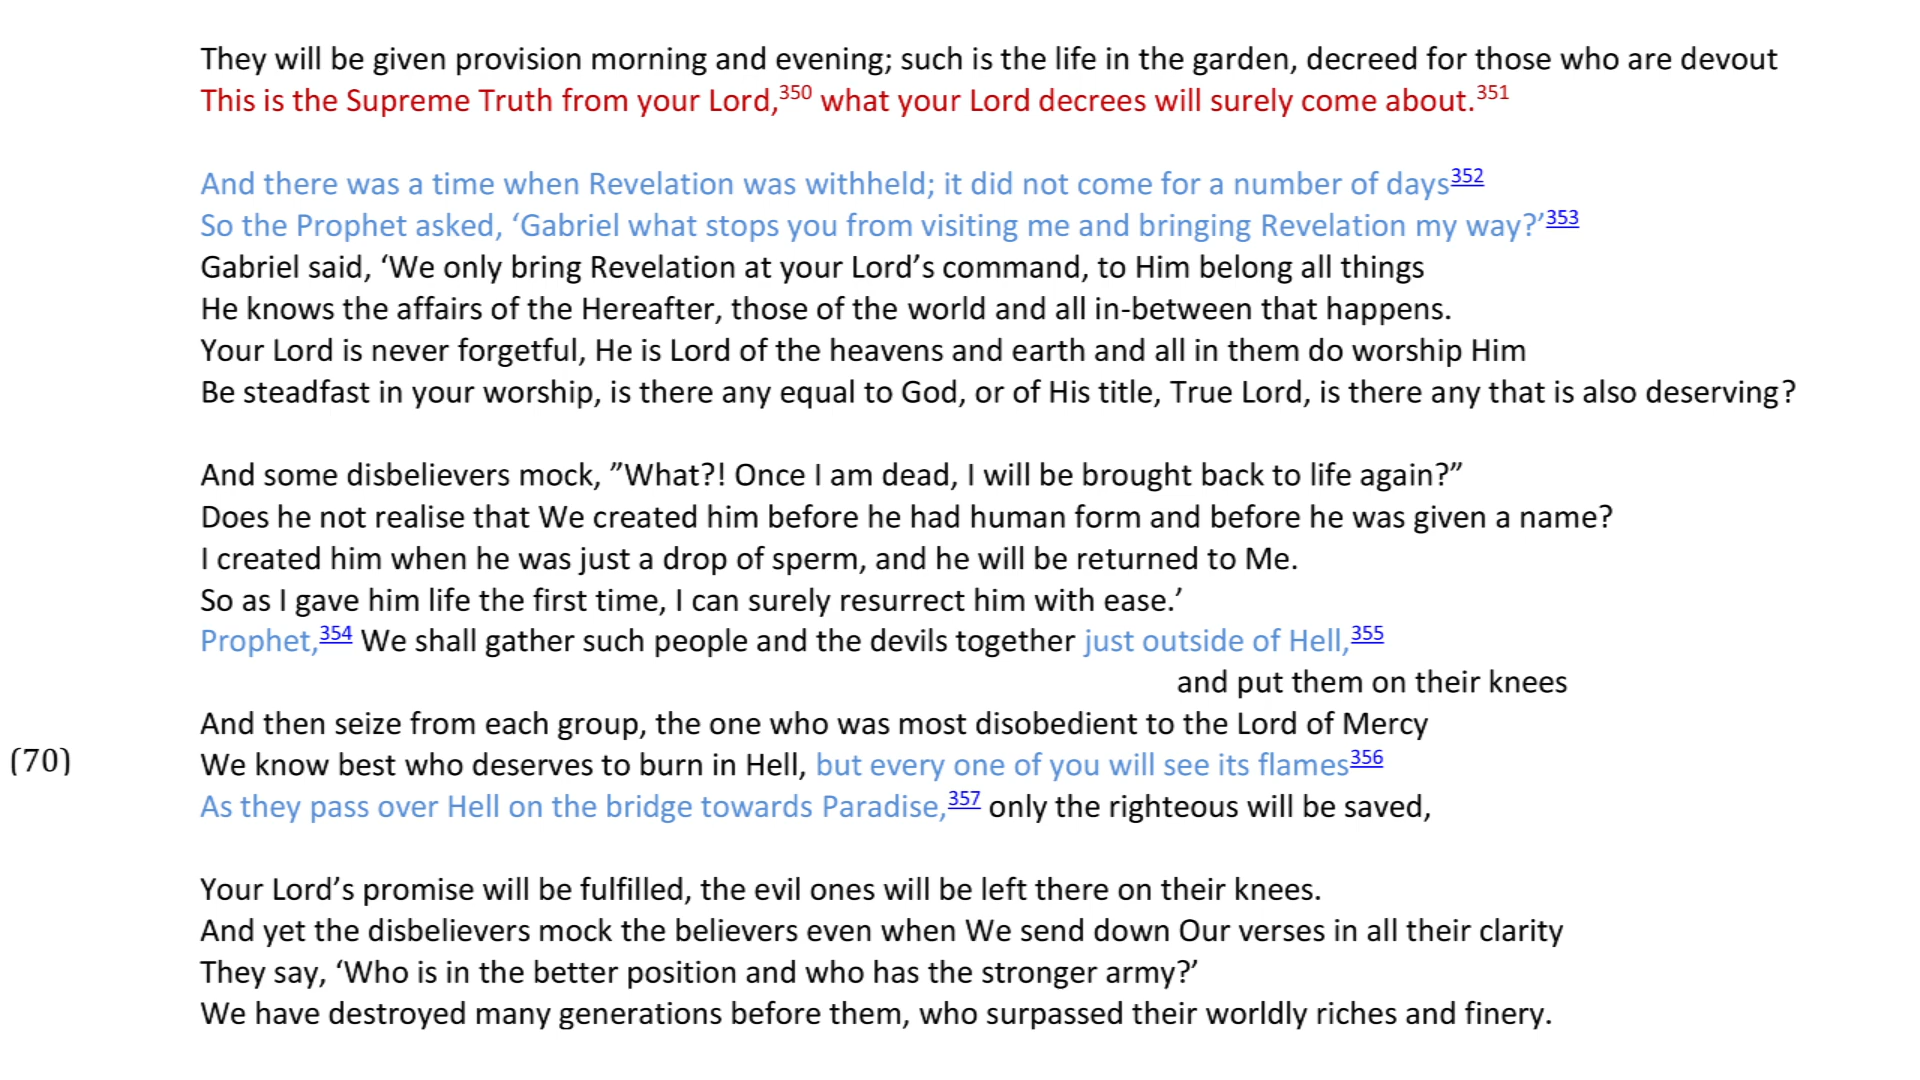 They will be given provision morning and evening; such is the life in the garden, decreed for those who are devout
This is the Supreme Truth from your Lord,350 what your Lord decrees will surely come about.351
And there was a time when Revelation was withheld; it did not come for a number of days352
So the Prophet asked, ‘Gabriel what stops you from visiting me and bringing Revelation my way?’353
Gabriel said, ‘We only bring Revelation at your Lord’s command, to Him belong all things
He knows the affairs of the Hereafter, those of the world and all in-between that happens.
Your Lord is never forgetful, He is Lord of the heavens and earth and all in them do worship Him
Be steadfast in your worship, is there any equal to God, or of His title, True Lord, is there any that is also deserving?
And some disbelievers mock, ”What?! Once I am dead, I will be brought back to life again?”
Does he not realise that We created him before he had human form and before he was given a name?
I created him when he was just a drop of sperm, and he will be returned to Me.
So as I gave him life the first time, I can surely resurrect him with ease.’
Prophet,354 We shall gather such people and the devils together just outside of Hell,355
and put them on their knees
And then seize from each group, the one who was most disobedient to the Lord of Mercy
(70) We know best who deserves to burn in Hell, but every one of you will see its flames356
As they pass over Hell on the bridge towards Paradise,357 only the righteous will be saved,
Your Lord’s promise will be fulfilled, the evil ones will be left there on their knees.
And yet the disbelievers mock the believers even when We send down Our verses in all their clarity
They say, ‘Who is in the better position and who has the stronger army?’
We have destroyed many generations before them, who surpassed their worldly riches and finery.